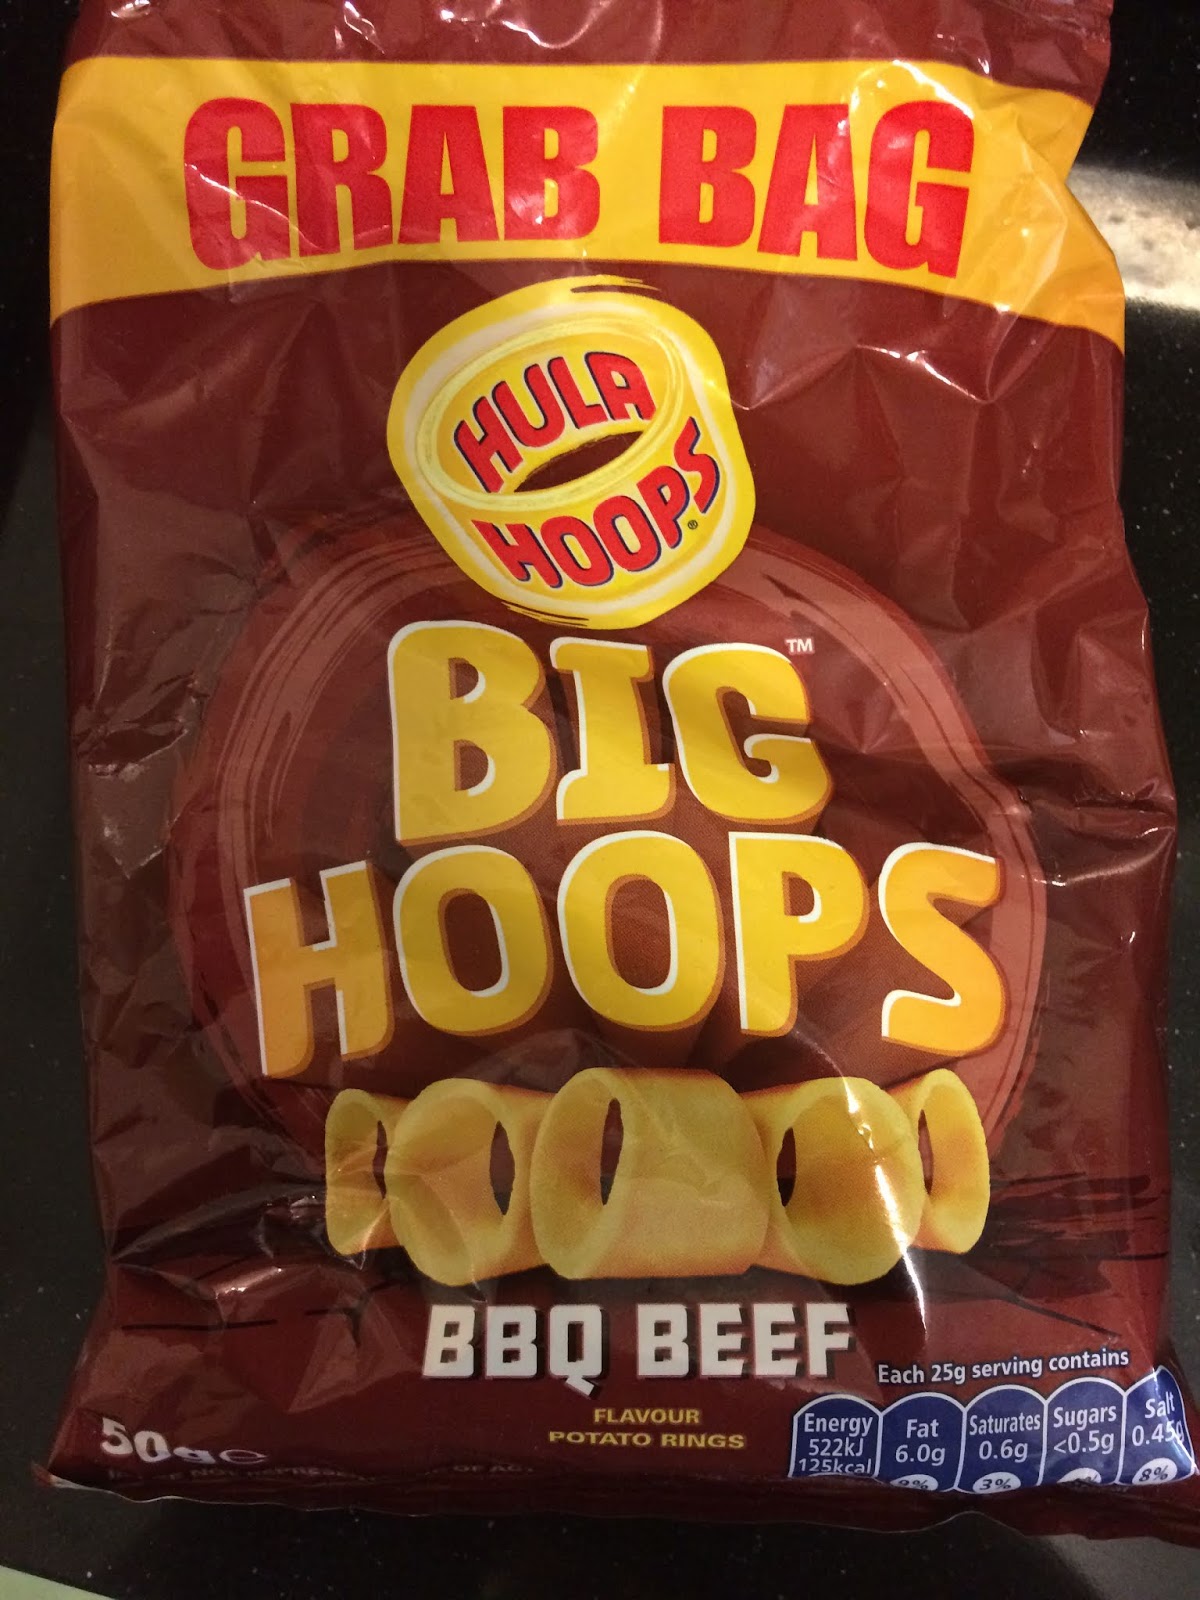 GRAB BAG
HULA
HOOPS®
BIG™
HOOPS
BBQ BEEF
FLAVOUR
POTATO RINGS
50g e
Each 25g serving contains
Energy
522kJ
125kcal
Fat
6.0g
Saturates
0.6g
3%
Sugars
<0.5g
Salt
0.45g
8%